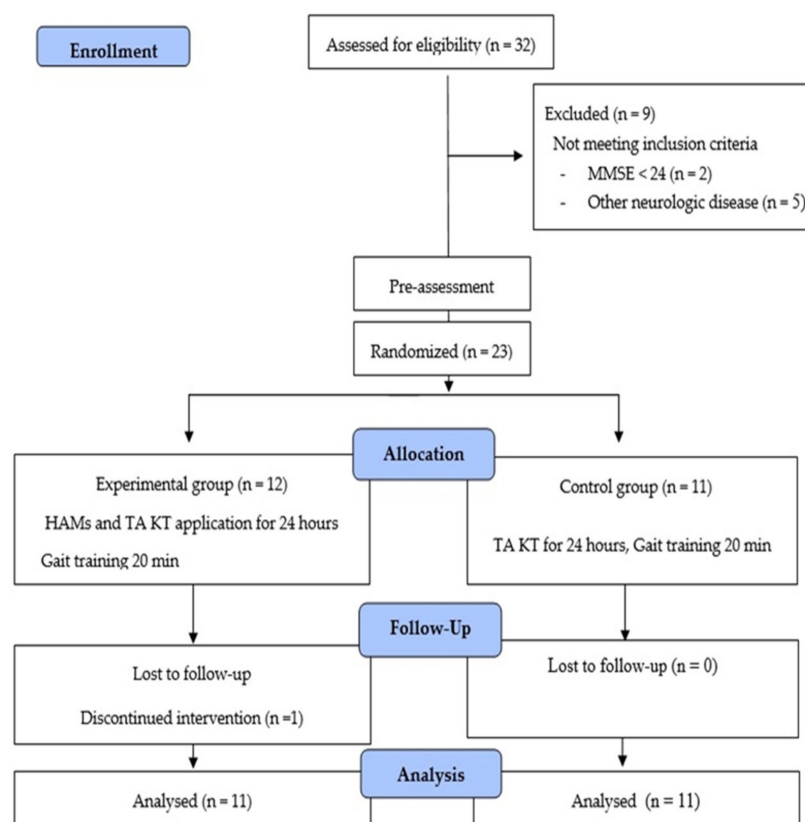 Enrollment
Assessed for eligibility (n = 32)
Excluded (n = 9)
Not meeting inclusion criteria
- MMSE < 24 (n = 2)
- Other neurologic disease (n = 5)
Pre-assessment
Randomized (n = 23)
Allocation
Experimental group (n = 12)
HAMs and TA KT application for 24 hours
Gait training 20 min
Control group (n = 11)
TA KT for 24 hours, Gait training 20 min
Follow-Up
Lost to follow-up
Discontinued intervention (n =1)
Lost to follow-up (n = 0)
Analysis
Analysed (n = 11)
Analysed (n = 11)